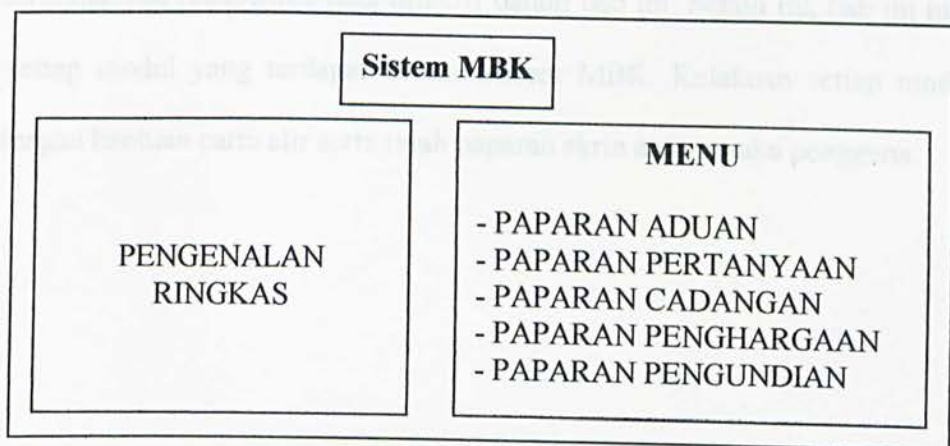 Sistem MBK
PENGENALAN
RINGKAS
MENU
- PAPARAN ADUAN
- PAPARAN PERTANYAAN
- PAPARAN CADANGAN
- PAPARAN PENGHARGAAN
- PAPARAN PENGUNDIAN